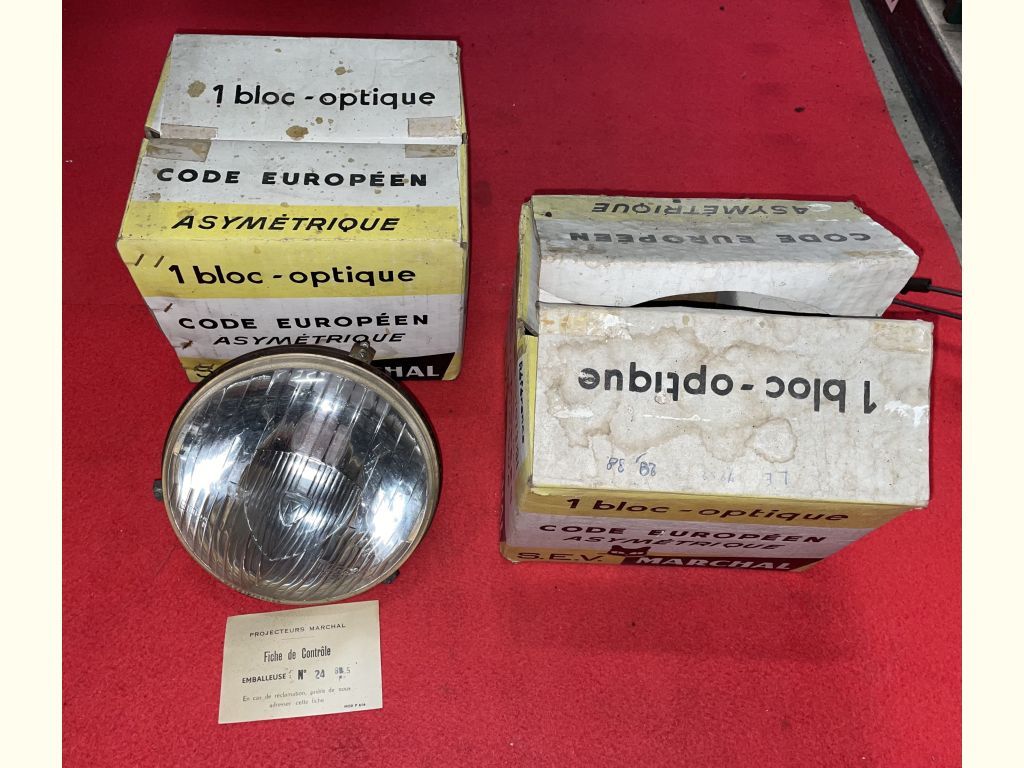 1 bloc - optique
CODE EUROPÉEN
ASYMÉTRIQUE
1 bloc - optique
CODE EUROPÉEN
ASYMÉTRIQUE
ASYMÉTRIQUE
CODE EUROPÉEN
1 bloc - optique
1 bloc - optique
CODE EUROPÉEN
ASYMÉTRIQUE
S.E.V. MARCHAL
PROJECTEURS MARCHAL
Fiche de Contrôle
EMBALLEUSE : N° 24
En cas de réclamation, prière de nous
adresser cette fiche